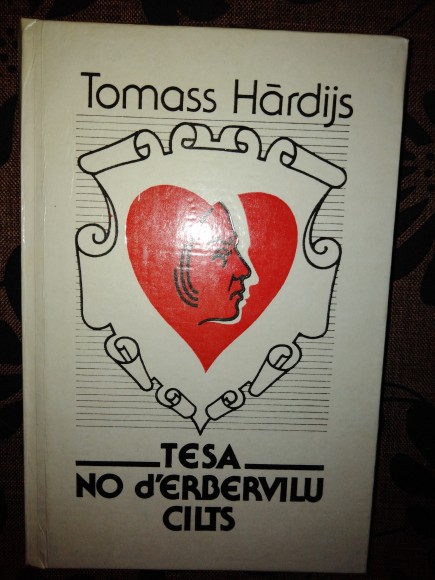 Tomass Hārdijs
TESA
NO d'ERBERVILU
CILTS